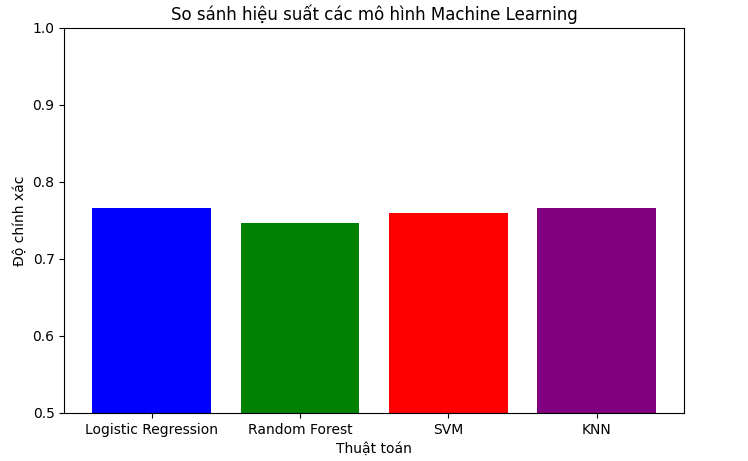 So sánh hiệu suất các mô hình Machine Learning
1.0
0.9
0.8
0.7
0.6
0.5
Độ chính xác
Logistic Regression
Random Forest
SVM
KNN
Thuật toán